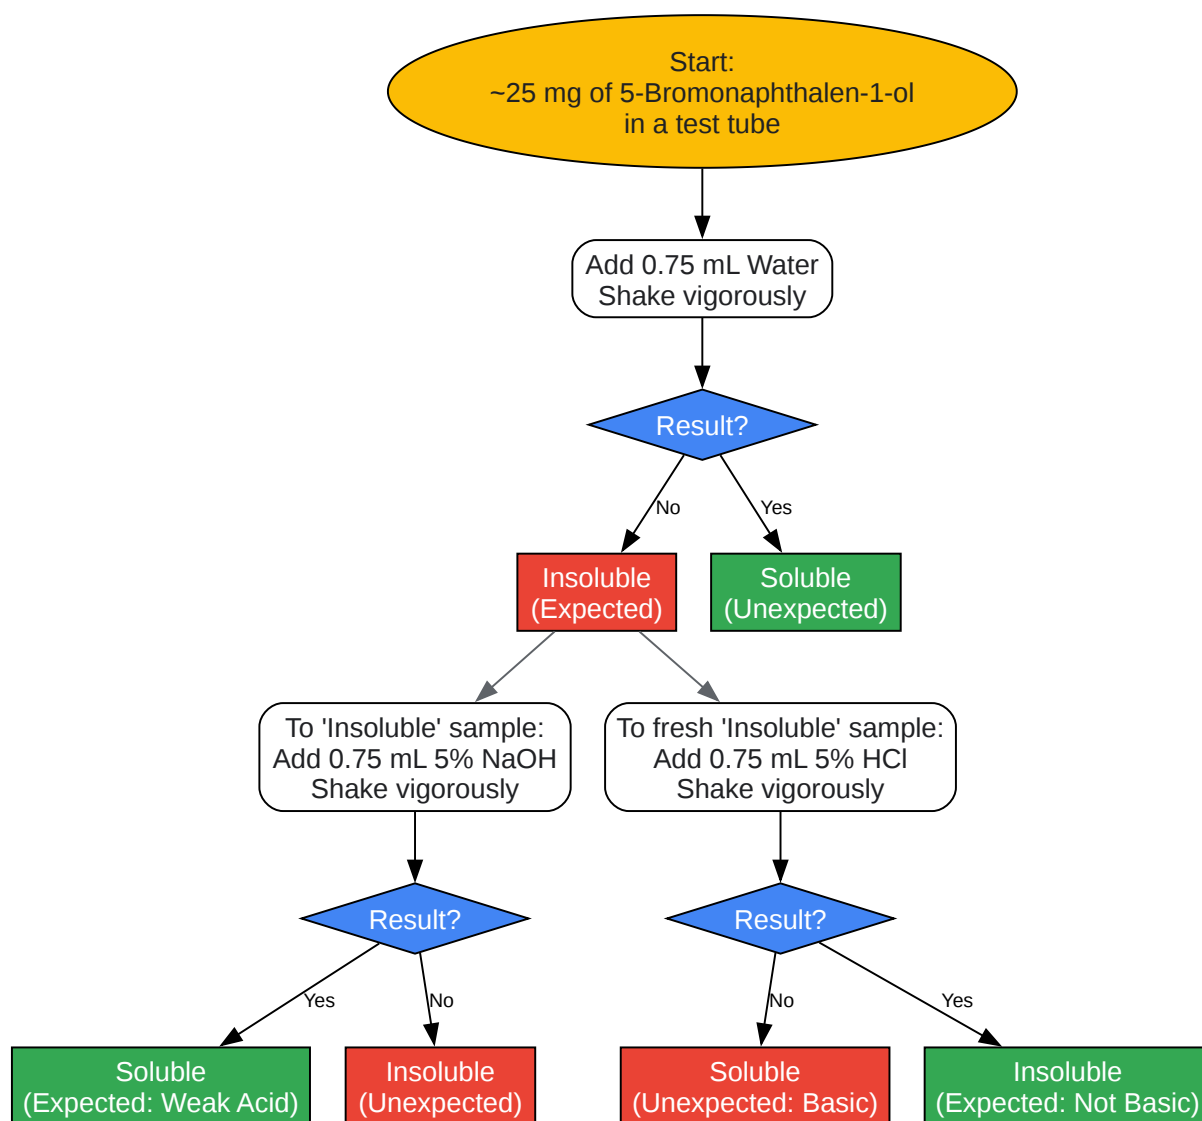 Start:
~25 mg of 5-Bromonaphthalen-1-ol
in a test tube
Add 0.75 mL Water
Shake vigorously
Result?
No
Yes
Insoluble
(Expected)
Soluble
(Unexpected)
To 'Insoluble' sample:
Add 0.75 mL 5% NaOH
Shake vigorously
To fresh 'Insoluble' sample:
Add 0.75 mL 5% HCl
Shake vigorously
Result?
Result?
Yes
No
No
Yes
Soluble
(Expected: Weak Acid)
Insoluble
(Unexpected)
Soluble
(Unexpected: Basic)
Insoluble
(Expected: Not Basic)